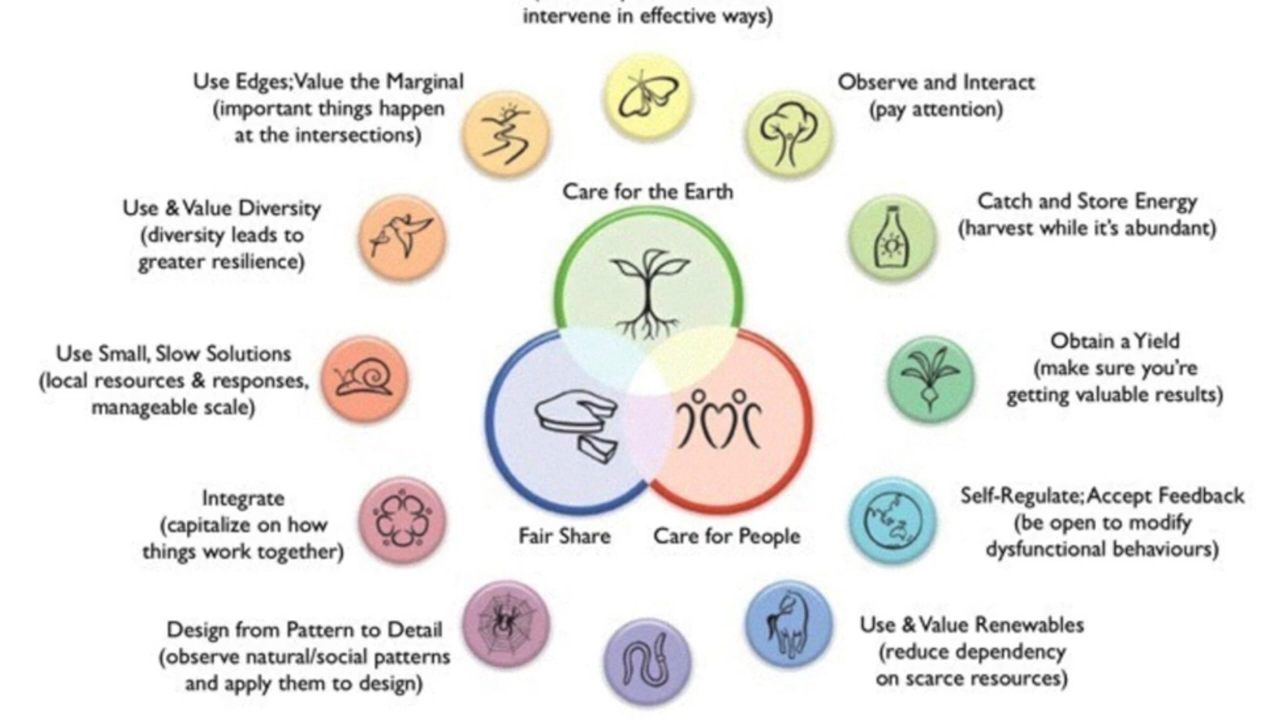 intervene in effective ways)
Use Edges; Value the Marginal
(important things happen
at the intersections)
Observe and Interact
(pay attention)
Care for the Earth
Use & Value Diversity
(diversity leads to
greater resilience)
Catch and Store Energy
(harvest while it's abundant)
Use Small, Slow Solutions
(local resources & responses,
manageable scale)
Obtain a Yield
(make sure you're
getting valuable results)
Integrate
(capitalize on how
things work together)
Fair Share
Care for People
Self-Regulate; Accept Feedback
(be open to modify
dysfunctional behaviours)
Design from Pattern to Detail
(observe natural/social patterns
and apply them to design)
Use & Value Renewables
(reduce dependency
on scarce resources)